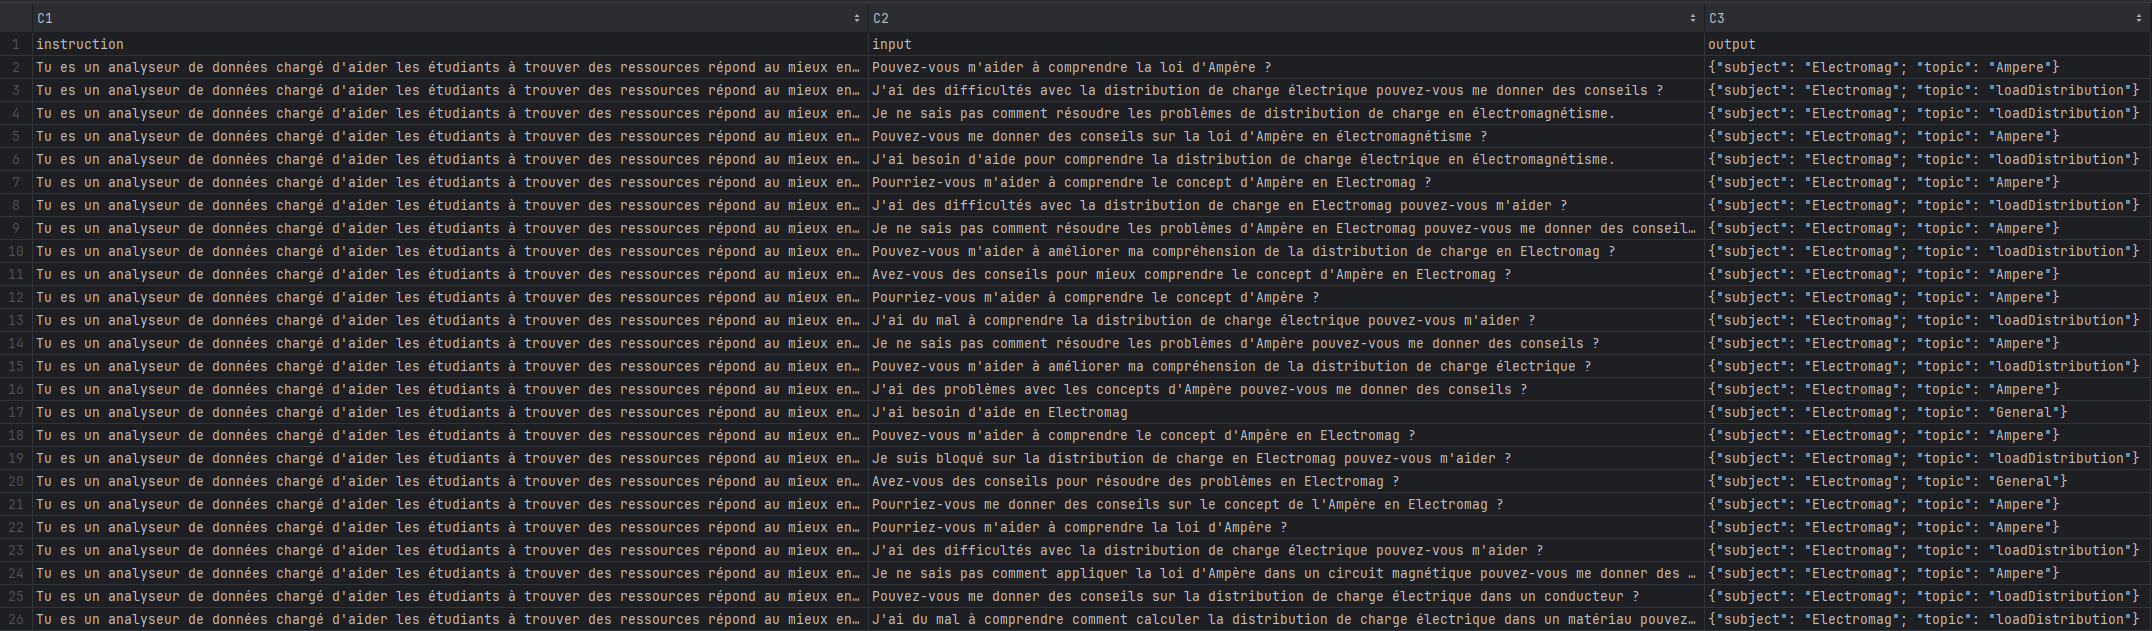 C1 C2 C3
1 instruction input output
2 Tu es un analyseur de données chargé d'aider les étudiants à trouver des ressources répond au mieux en… Pouvez-vous m'aider à comprendre la loi d'Ampère ? {"subject": "Electromag"; "topic": "Ampere"}
3 Tu es un analyseur de données chargé d'aider les étudiants à trouver des ressources répond au mieux en… J'ai des difficultés avec la distribution de charge électrique pouvez-vous me donner des conseils ? {"subject": "Electromag"; "topic": "loadDistribution"}
4 Tu es un analyseur de données chargé d'aider les étudiants à trouver des ressources répond au mieux en… Je ne sais pas comment résoudre les problèmes de distribution de charge en électromagnétisme. {"subject": "Electromag"; "topic": "loadDistribution"}
5 Tu es un analyseur de données chargé d'aider les étudiants à trouver des ressources répond au mieux en… Pouvez-vous me donner des conseils sur la loi d'Ampère en électromagnétisme ? {"subject": "Electromag"; "topic": "Ampere"}
6 Tu es un analyseur de données chargé d'aider les étudiants à trouver des ressources répond au mieux en… J'ai besoin d'aide pour comprendre la distribution de charge électrique en électromagnétisme. {"subject": "Electromag"; "topic": "loadDistribution"}
7 Tu es un analyseur de données chargé d'aider les étudiants à trouver des ressources répond au mieux en… Pourriez-vous m'aider à comprendre le concept d'Ampère en Electromag ? {"subject": "Electromag"; "topic": "Ampere"}
8 Tu es un analyseur de données chargé d'aider les étudiants à trouver des ressources répond au mieux en… J'ai des difficultés avec la distribution de charge en Electromag pouvez-vous m'aider ? {"subject": "Electromag"; "topic": "loadDistribution"}
9 Tu es un analyseur de données chargé d'aider les étudiants à trouver des ressources répond au mieux en… Je ne sais pas comment résoudre les problèmes d'Ampère en Electromag pouvez-vous me donner des conseil… {"subject": "Electromag"; "topic": "Ampere"}
10 Tu es un analyseur de données chargé d'aider les étudiants à trouver des ressources répond au mieux en… Pouvez-vous m'aider à améliorer ma compréhension de la distribution de charge en Electromag ? {"subject": "Electromag"; "topic": "loadDistribution"}
11 Tu es un analyseur de données chargé d'aider les étudiants à trouver des ressources répond au mieux en… Avez-vous des conseils pour mieux comprendre le concept d'Ampère en Electromag ? {"subject": "Electromag"; "topic": "Ampere"}
12 Tu es un analyseur de données chargé d'aider les étudiants à trouver des ressources répond au mieux en… Pourriez-vous m'aider à comprendre le concept d'Ampère ? {"subject": "Electromag"; "topic": "Ampere"}
13 Tu es un analyseur de données chargé d'aider les étudiants à trouver des ressources répond au mieux en… J'ai du mal à comprendre la distribution de charge électrique pouvez-vous m'aider ? {"subject": "Electromag"; "topic": "loadDistribution"}
14 Tu es un analyseur de données chargé d'aider les étudiants à trouver des ressources répond au mieux en… Je ne sais pas comment résoudre les problèmes d'Ampère pouvez-vous me donner des conseils ? {"subject": "Electromag"; "topic": "Ampere"}
15 Tu es un analyseur de données chargé d'aider les étudiants à trouver des ressources répond au mieux en… Pouvez-vous m'aider à améliorer ma compréhension de la distribution de charge électrique ? {"subject": "Electromag"; "topic": "loadDistribution"}
16 Tu es un analyseur de données chargé d'aider les étudiants à trouver des ressources répond au mieux en… J'ai des problèmes avec les concepts d'Ampère pouvez-vous me donner des conseils ? {"subject": "Electromag"; "topic": "Ampere"}
17 Tu es un analyseur de données chargé d'aider les étudiants à trouver des ressources répond au mieux en… J'ai besoin d'aide en Electromag {"subject": "Electromag"; "topic": "General"}
18 Tu es un analyseur de données chargé d'aider les étudiants à trouver des ressources répond au mieux en… Pouvez-vous m'aider à comprendre le concept d'Ampère en Electromag ? {"subject": "Electromag"; "topic": "Ampere"}
19 Tu es un analyseur de données chargé d'aider les étudiants à trouver des ressources répond au mieux en… Je suis bloqué sur la distribution de charge en Electromag pouvez-vous m'aider ? {"subject": "Electromag"; "topic": "loadDistribution"}
20 Tu es un analyseur de données chargé d'aider les étudiants à trouver des ressources répond au mieux en… Avez-vous des conseils pour résoudre des problèmes en Electromag ? {"subject": "Electromag"; "topic": "General"}
21 Tu es un analyseur de données chargé d'aider les étudiants à trouver des ressources répond au mieux en… Pourriez-vous me donner des conseils sur le concept de l'Ampère en Electromag ? {"subject": "Electromag"; "topic": "Ampere"}
22 Tu es un analyseur de données chargé d'aider les étudiants à trouver des ressources répond au mieux en… Pourriez-vous m'aider à comprendre la loi d'Ampère ? {"subject": "Electromag"; "topic": "Ampere"}
23 Tu es un analyseur de données chargé d'aider les étudiants à trouver des ressources répond au mieux en… J'ai des difficultés avec la distribution de charge électrique pouvez-vous m'aider ? {"subject": "Electromag"; "topic": "loadDistribution"}
24 Tu es un analyseur de données chargé d'aider les étudiants à trouver des ressources répond au mieux en… Je ne sais pas comment appliquer la loi d'Ampère dans un circuit magnétique pouvez-vous me donner des … {"subject": "Electromag"; "topic": "Ampere"}
25 Tu es un analyseur de données chargé d'aider les étudiants à trouver des ressources répond au mieux en… Pouvez-vous me donner des conseils sur la distribution de charge électrique dans un conducteur ? {"subject": "Electromag"; "topic": "loadDistribution"}
26 Tu es un analyseur de données chargé d'aider les étudiants à trouver des ressources répond au mieux en… J'ai du mal à comprendre comment calculer la distribution de charge électrique dans un matériau pouvez… {"subject": "Electromag"; "topic": "loadDistribution"}